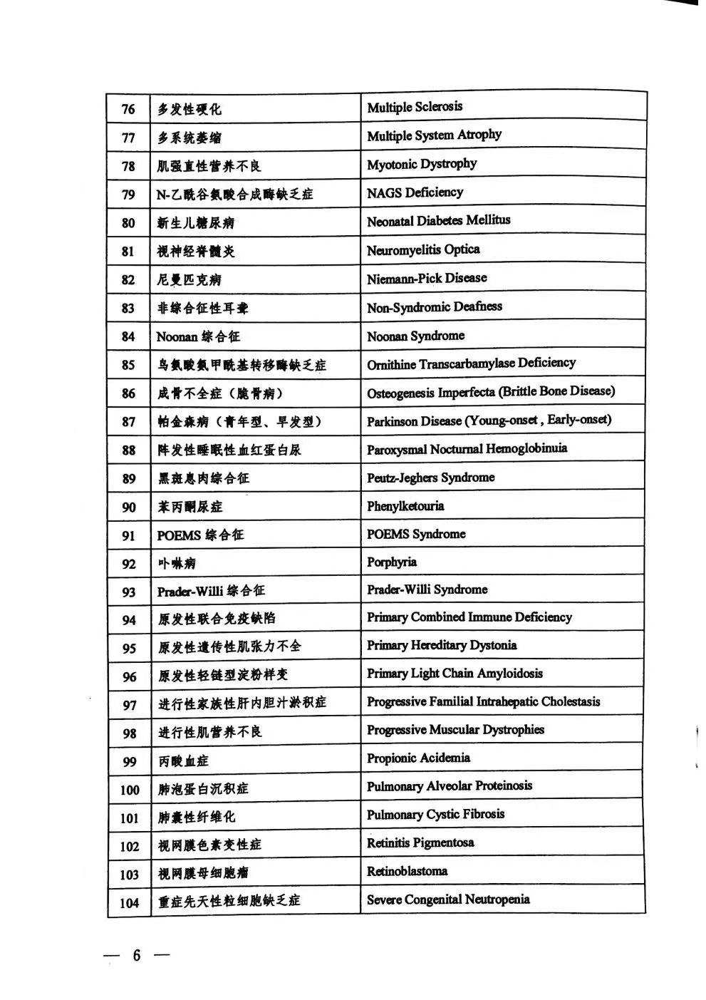 76 多发性硬化 Multiple Sclerosis
77 多系统萎缩 Multiple System Atrophy
78 肌强直性营养不良 Myotonic Dystrophy
79 N-乙酰谷氨酸合成酶缺乏症 NAGS Deficiency
80 新生儿糖尿病 Neonatal Diabetes Mellitus
81 视神经脊髓炎 Neuromyelitis Optica
82 尼曼匹克病 Niemann-Pick Disease
83 非综合征性耳聋 Non-Syndromic Deafness
84 Noonan 综合征 Noonan Syndrome
85 鸟氨酸氨甲酰基转移酶缺乏症 Ornithine Transcarbamylase Deficiency
86 成骨不全症（脆骨病） Osteogenesis Imperfecta (Brittle Bone Disease)
87 帕金森病（青年型、早发型） Parkinson Disease (Young-onset , Early-onset)
88 阵发性睡眠性血红蛋白尿 Paroxysmal Nocturnal Hemoglobinuia
89 黑斑息肉综合征 Peutz-Jeghers Syndrome
90 苯丙酮尿症 Phenylketouria
91 POEMS 综合征 POEMS Syndrome
92 卟啉病 Porphyria
93 Prader-Willi 综合征 Prader-Willi Syndrome
94 原发性联合免疫缺陷 Primary Combined Immune Deficiency
95 原发性遗传性肌张力不全 Primary Hereditary Dystonia
96 原发性轻链型淀粉样变 Primary Light Chain Amyloidosis
97 进行性家族性肝内胆汁淤积症 Progressive Familial Intrahepatic Cholestasis
98 进行性肌营养不良 Progressive Muscular Dystrophies
99 丙酸血症 Propionic Acidemia
100 肺泡蛋白沉积症 Pulmonary Alveolar Proteinosis
101 肺囊性纤维化 Pulmonary Cystic Fibrosis
102 视网膜色素变性症 Retinitis Pigmentosa
103 视网膜母细胞瘤 Retinoblastoma
104 重症先天性粒细胞缺乏症 Severe Congenital Neutropenia
— 6 —